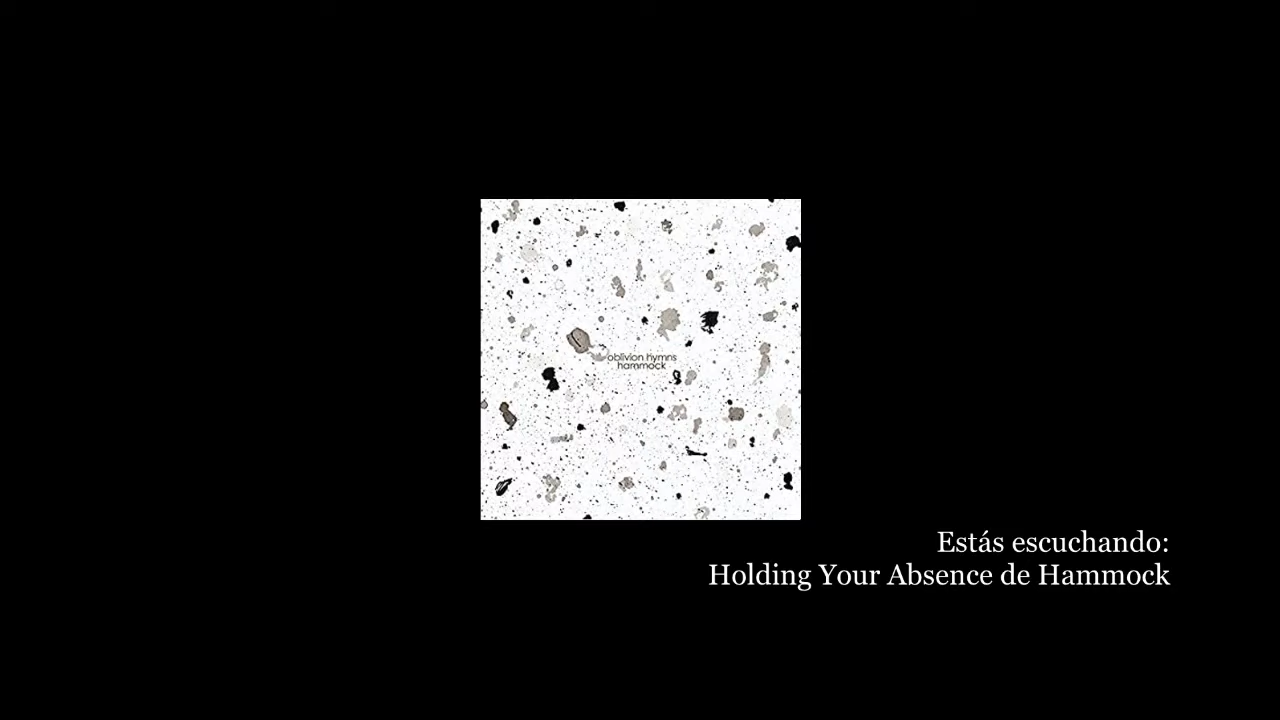 oblivion hymns
hammock
Estás escuchando:
Holding Your Absence de Hammock